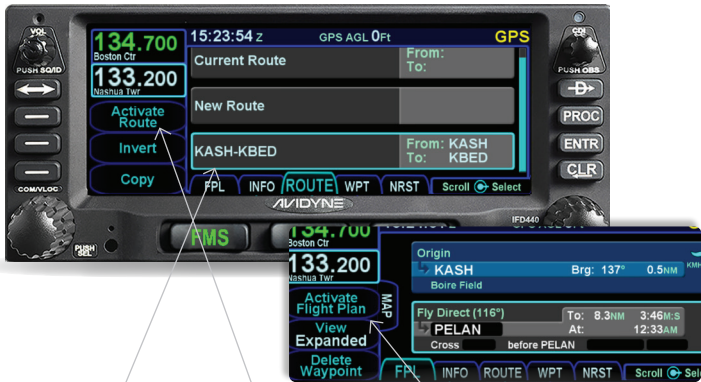 VOL
PUSH SQ/ID
COM/VLOC
PUSH SEL
134.700
Boston Ctr
133.200
Nashua Twr
Activate
Route
Invert
Copy
15:23:54 Z
GPS AGL 0Ft
GPS
Current Route
From:
To:
New Route
KASH-KBED
From: KASH
To: KBED
FPL
INFO
ROUTE
WPT
NRST
Scroll Select
AVIDYNE
FMS
CDI
PUSH OBS
D
PROC
ENTR
CLR
IFD440
134.700
Boston Ctr
133.200
Nashua Twr
Activate
Flight Plan
View
Expanded
Delete
Waypoint
MAP
Origin
KASH Brg: 137° 0.5NM
Boire Field
Fly Direct (116°) To: 8.3NM 3:46M:S
PELAN At: 12:33AM
Cross before PELAN
FPL
INFO
ROUTE
WPT
NRST
Scroll Sel